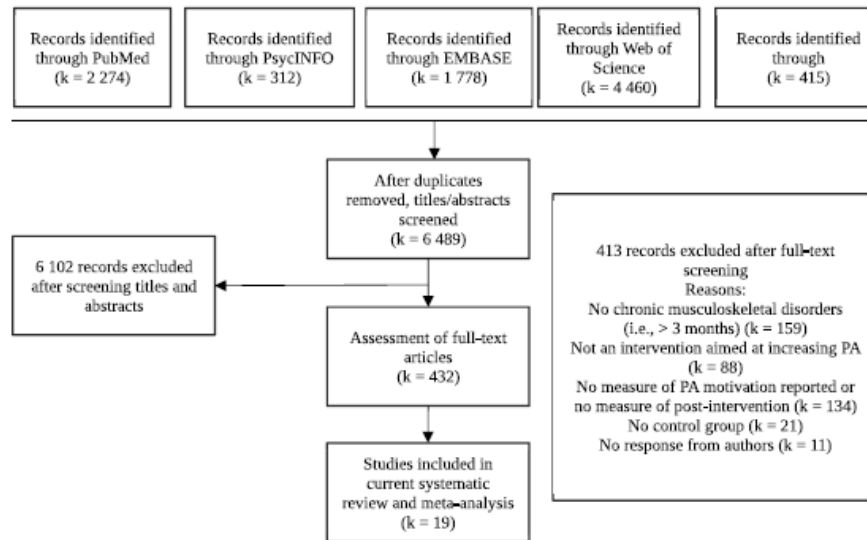 Records identified
through PubMed
(k = 2 274)
Records identified
through PsycINFO
(k = 312)
Records identified
through EMBASE
(k = 1 778)
Records identified
through Web of
Science
(k = 4 460)
Records identified
through
(k = 415)
After duplicates
removed, titles/abstracts
screened
(k = 6 489)
6 102 records excluded
after screening titles and
abstracts
Assessment of full-text
articles
(k = 432)
413 records excluded after full-text
screening
Reasons:
No chronic musculoskeletal disorders
(i.e., > 3 months) (k = 159)
Not an intervention aimed at increasing PA
(k = 88)
No measure of PA motivation reported or
no measure of post-intervention (k = 134)
No control group (k = 21)
No response from authors (k = 11)
Studies included in
current systematic
review and meta-analysis
(k = 19)